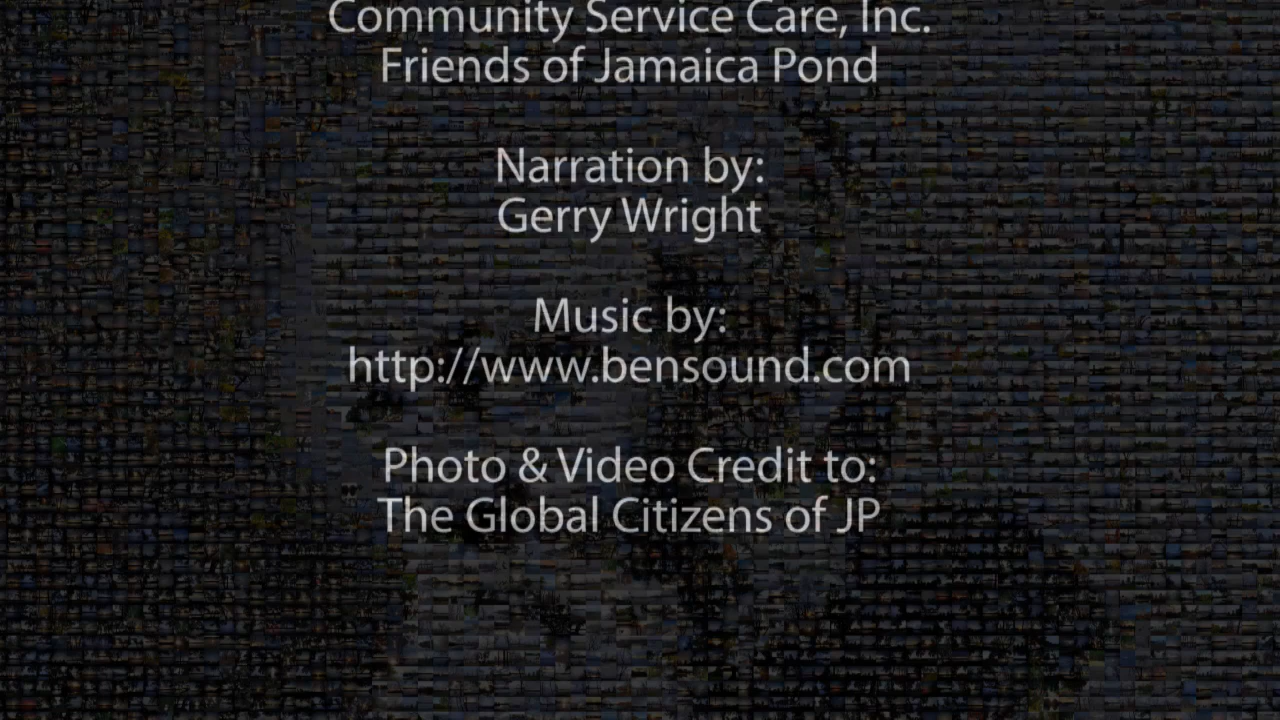 Community Service Care, Inc.
Friends of Jamaica Pond
Narration by:
Gerry Wright
Music by:
http://www.bensound.com
Photo & Video Credit to:
The Global Citizens of JP